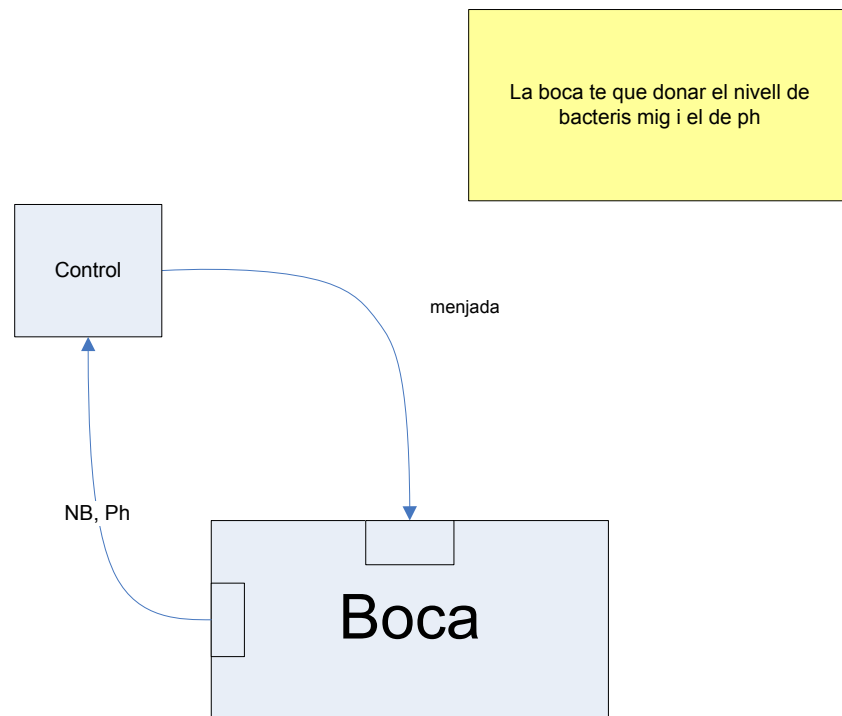 La boca te que donar el nivell de
bacteris mig i el de ph
Control
menjada
NB, Ph
Boca